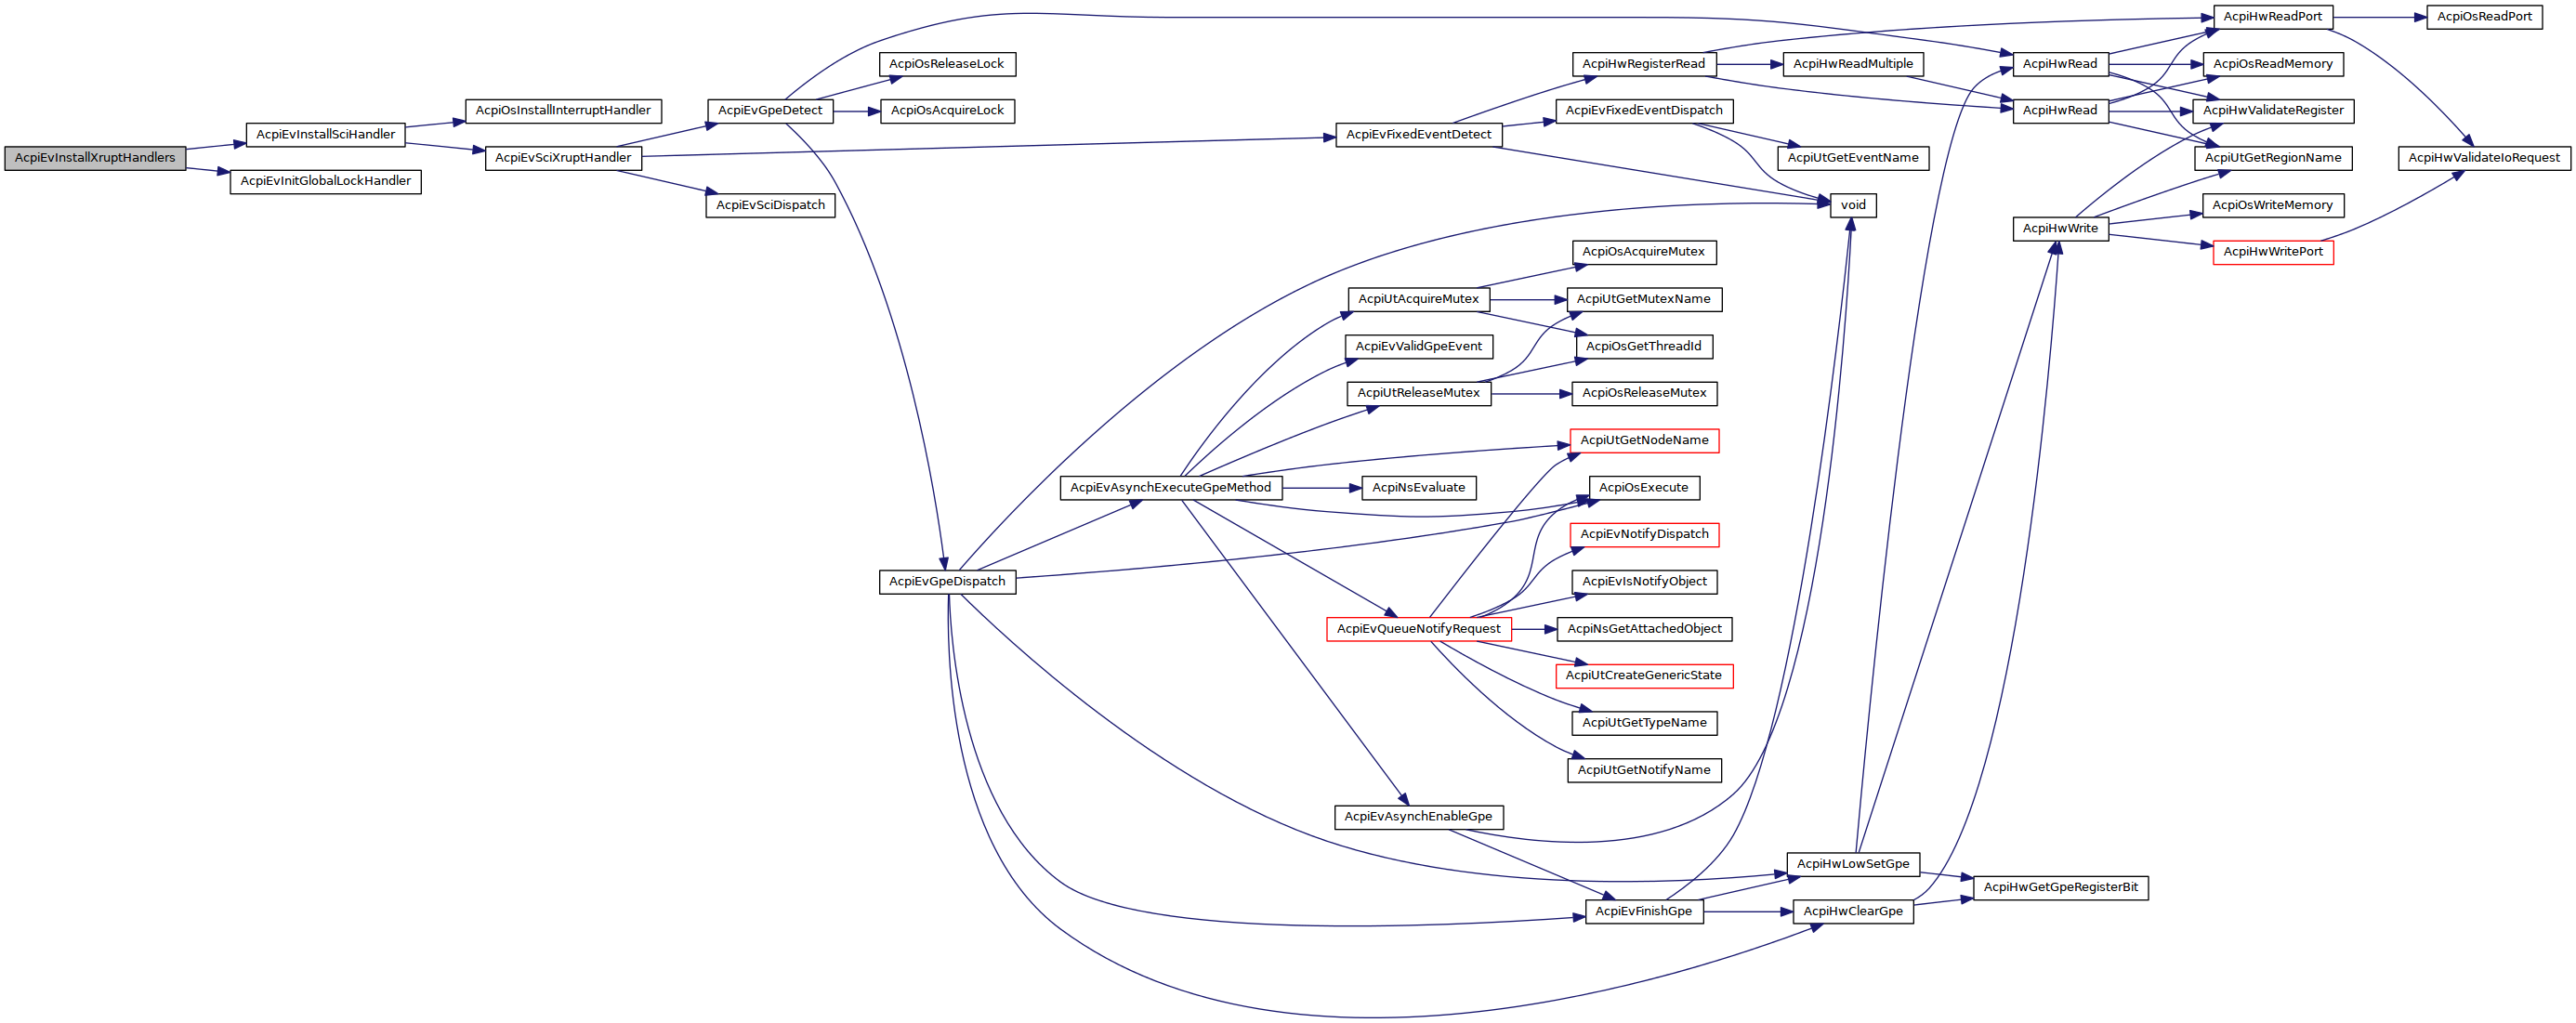 AcpiEvInstallXruptHandlers
AcpiEvInstallSciHandler
AcpiEvInitGlobalLockHandler
AcpiOsInstallInterruptHandler
AcpiEvSciXruptHandler
AcpiEvGpeDetect
AcpiEvSciDispatch
AcpiOsReleaseLock
AcpiOsAcquireLock
AcpiEvGpeDispatch
AcpiEvAsynchExecuteGpeMethod
AcpiEvFixedEventDetect
AcpiUtAcquireMutex
AcpiEvValidGpeEvent
AcpiUtReleaseMutex
AcpiNsEvaluate
AcpiEvQueueNotifyRequest
AcpiEvAsynchEnableGpe
AcpiHwRegisterRead
AcpiEvFixedEventDispatch
AcpiOsAcquireMutex
AcpiUtGetMutexName
AcpiOsGetThreadId
AcpiOsReleaseMutex
AcpiUtGetNodeName
AcpiOsExecute
AcpiEvNotifyDispatch
AcpiEvIsNotifyObject
AcpiNsGetAttachedObject
AcpiUtCreateGenericState
AcpiUtGetTypeName
AcpiUtGetNotifyName
AcpiEvFinishGpe
AcpiHwReadMultiple
AcpiUtGetEventName
void
AcpiHwLowSetGpe
AcpiHwClearGpe
AcpiHwRead
AcpiHwRead
AcpiHwWrite
AcpiHwGetGpeRegisterBit
AcpiHwReadPort
AcpiOsReadMemory
AcpiHwValidateRegister
AcpiUtGetRegionName
AcpiOsWriteMemory
AcpiHwWritePort
AcpiOsReadPort
AcpiHwValidateIoRequest